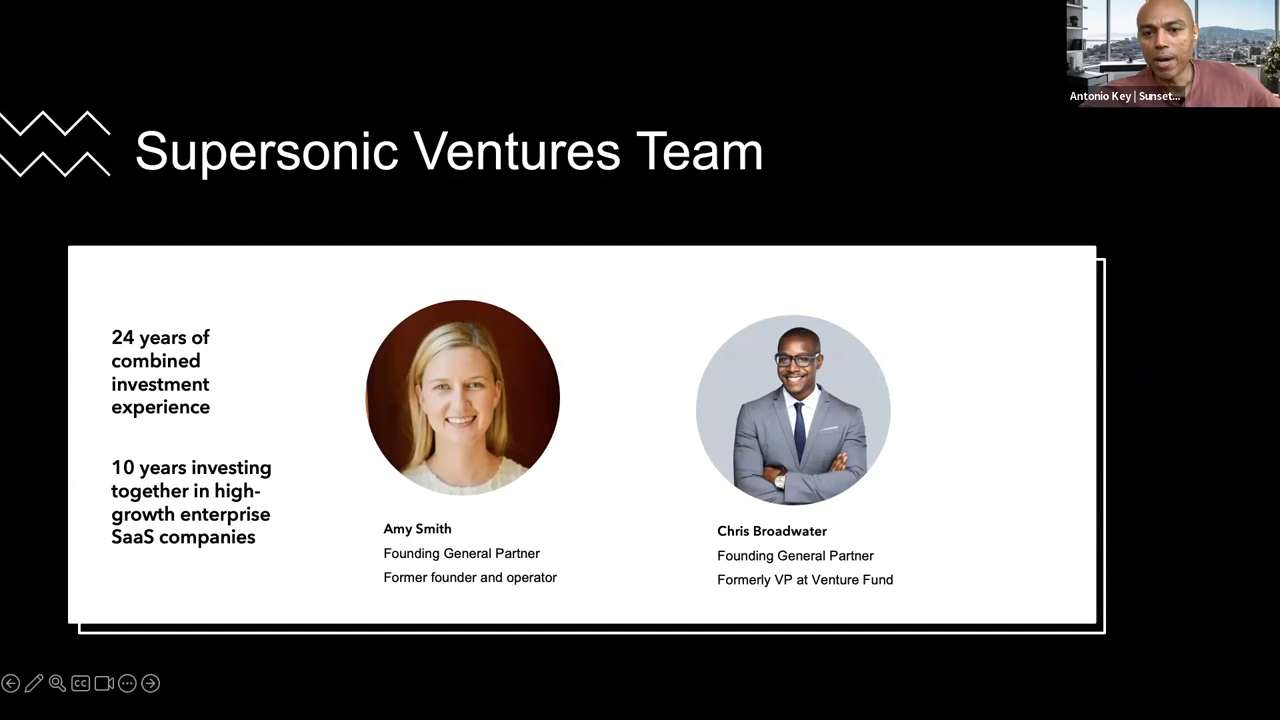 Antonio Key | Sunset...
Supersonic Ventures Team
24 years of
combined
investment
experience
10 years investing
together in high-
growth enterprise
SaaS companies
Amy Smith
Founding General Partner
Former founder and operator
Chris Broadwater
Founding General Partner
Formerly VP at Venture Fund
CC